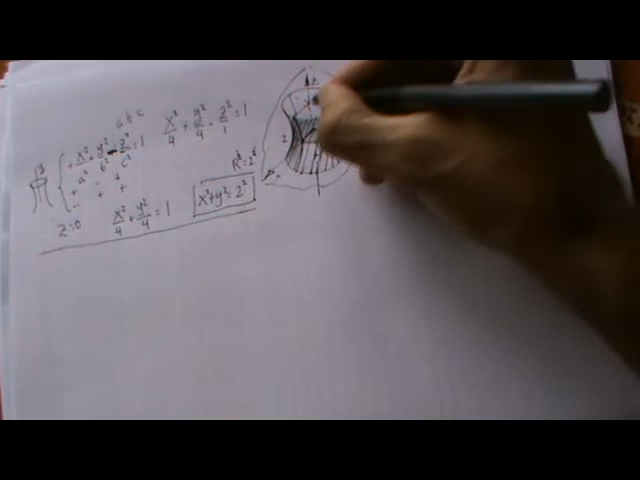 a b c
+ x²/a² + y²/b² - z²/c² = 1
x²/4 + y²/4 - z²/1 = 1
+ - +
- + +
z=0
x²/4 + y²/4 = 1
R²=2²
x²+y²=2²
2